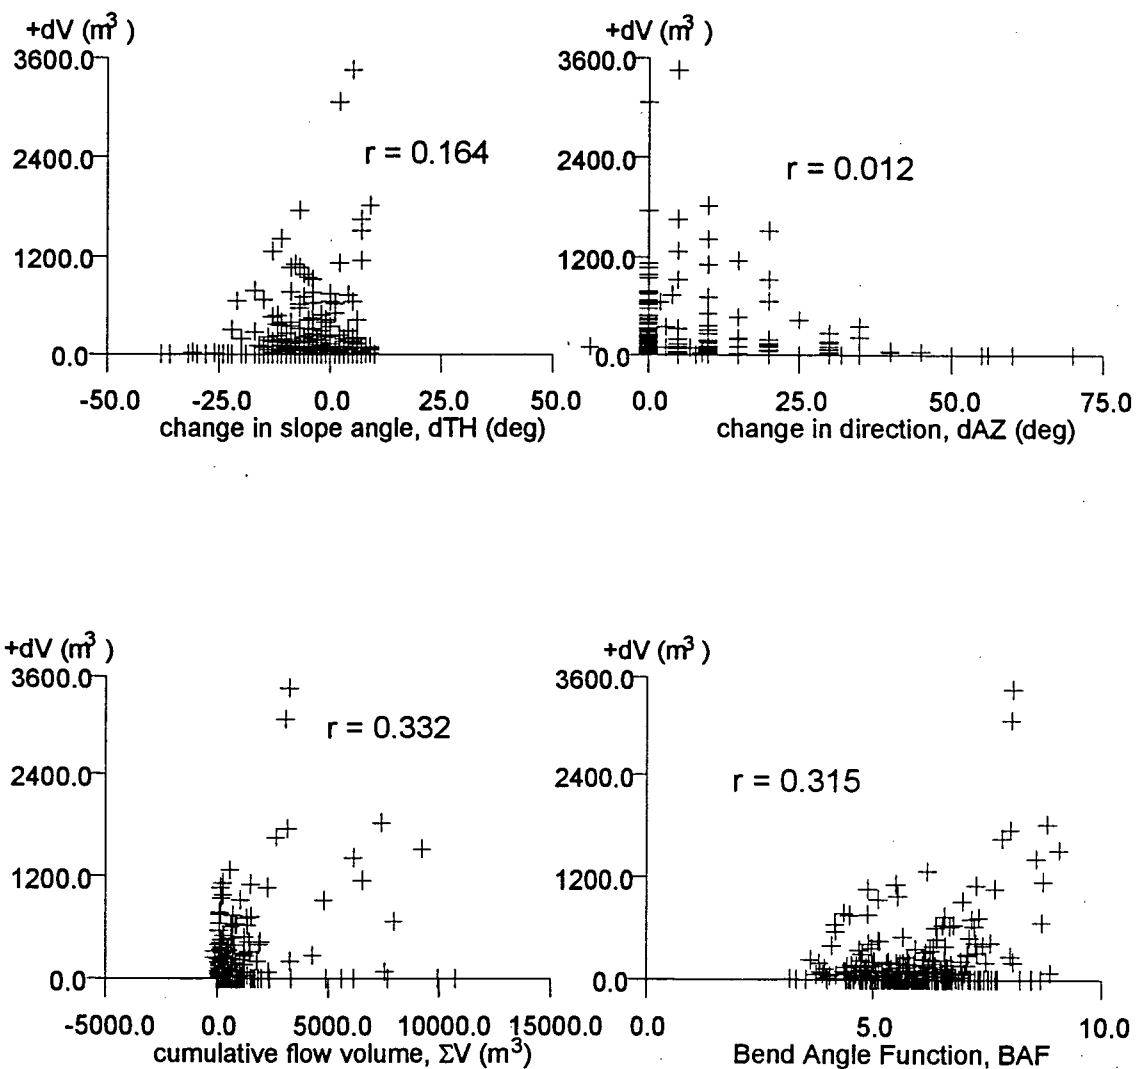 +dV (m³ )
3600.0
2400.0
1200.0
0.0
r = 0.164
-50.0 -25.0 0.0 25.0 50.0
change in slope angle, dTH (deg)
+dV (m³ )
3600.0
2400.0
1200.0
0.0
r = 0.012
0.0 25.0 50.0 75.0
change in direction, dAZ (deg)
+dV (m³ )
3600.0
2400.0
1200.0
0.0
r = 0.332
-5000.0 0.0 5000.0 10000.0 15000.0
cumulative flow volume, ΣV (m³)
+dV (m³ )
3600.0
2400.0
1200.0
0.0
r = 0.315
0.0 5.0 10.0
Bend Angle Function, BAF